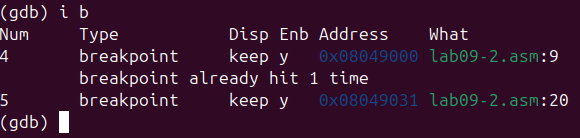 (gdb) i b
Num     Type           Disp Enb Address    What
4       breakpoint     keep y   0x08049000 lab09-2.asm:9
        breakpoint already hit 1 time
5       breakpoint     keep y   0x08049031 lab09-2.asm:20
(gdb)